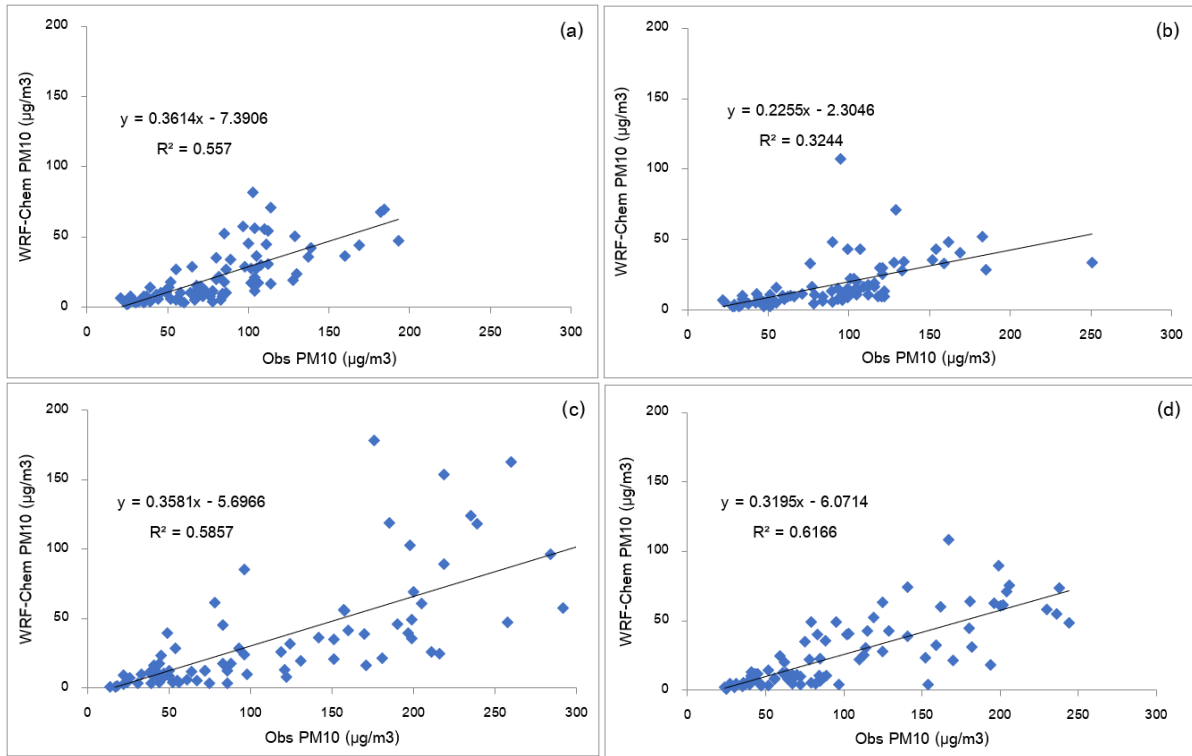 (a)
WRF-Chem PM10 (µg/m3)
200
150
100
50
0
y = 0.3614x - 7.3906
R² = 0.557
0 50 100 150 200 250 300
Obs PM10 (µg/m3)
(b)
WRF-Chem PM10 (µg/m3)
200
150
100
50
0
y = 0.2255x - 2.3046
R² = 0.3244
0 50 100 150 200 250 300
Obs PM10 (µg/m3)
(c)
WRF-Chem PM10 (µg/m3)
200
150
100
50
0
y = 0.3581x - 5.6966
R² = 0.5857
0 50 100 150 200 250 300
Obs PM10 (µg/m3)
(d)
WRF-Chem PM10 (µg/m3)
200
150
100
50
0
y = 0.3195x - 6.0714
R² = 0.6166
0 50 100 150 200 250 300
Obs PM10 (µg/m3)